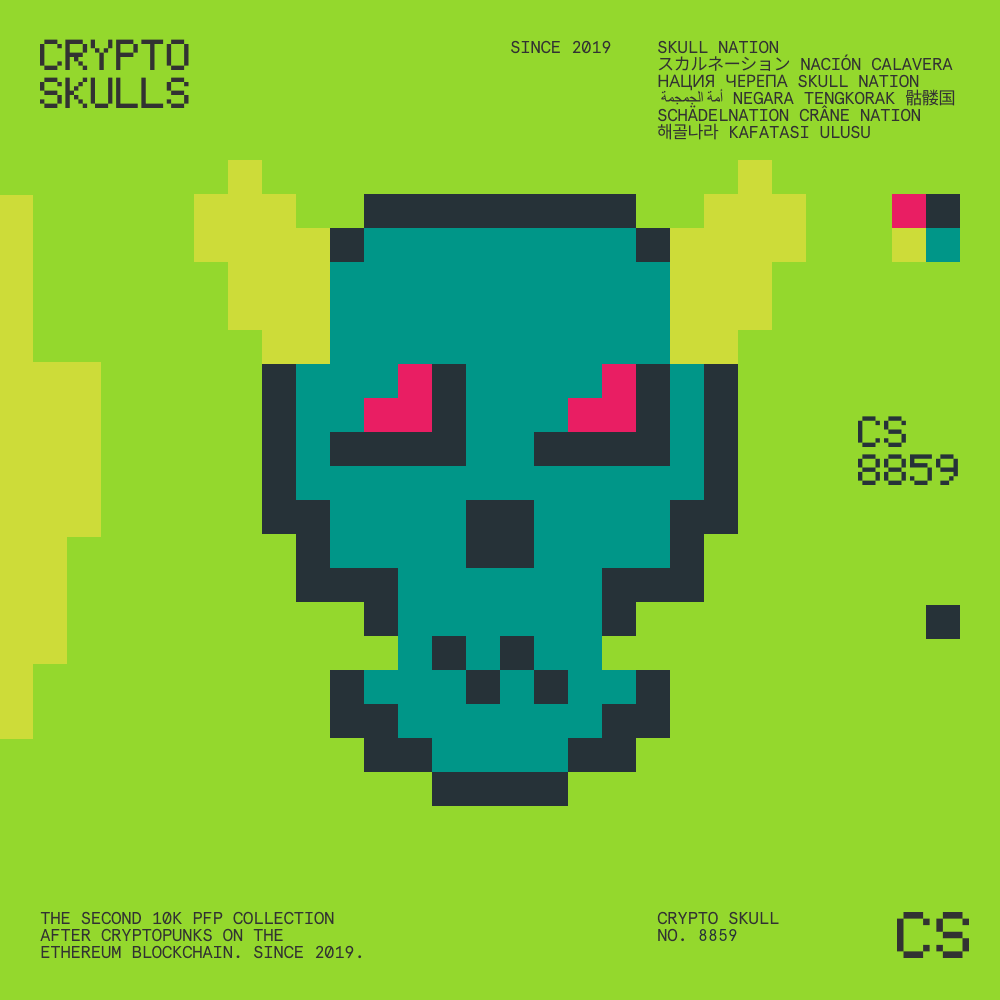 CRYPTO
SKULLS
SINCE 2019
SKULL NATION
スカルネーション NACIÓN CALAVERA
НАЦИЯ ЧЕРЕПА SKULL NATION
أمة الجمجمة NEGARA TENGKORAK 骷髅国
SCHÄDELNATION CRÂNE NATION
해골나라 KAFATASI ULUSU
CS
8859
THE SECOND 10K PFP COLLECTION
AFTER CRYPTOPUNKS ON THE
ETHEREUM BLOCKCHAIN. SINCE 2019.
CRYPTO SKULL
NO. 8859
CS